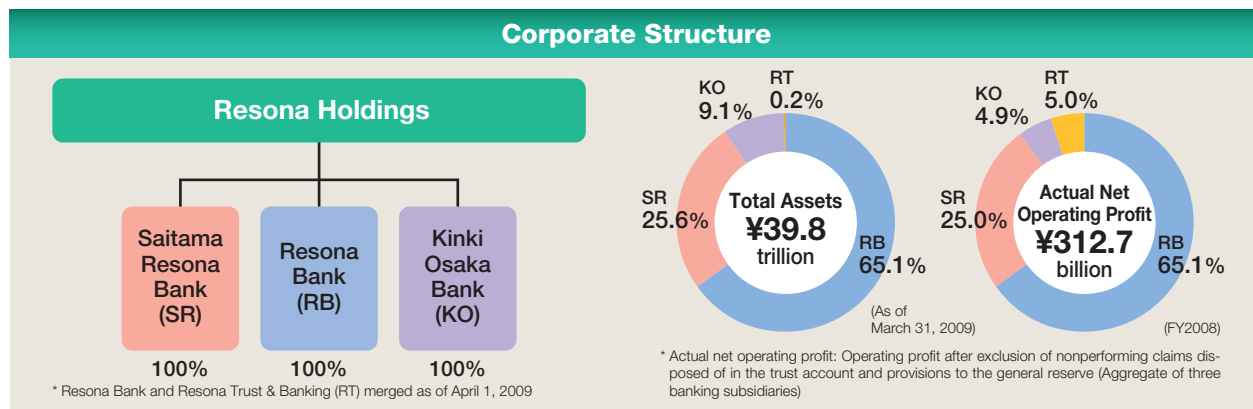 Corporate Structure
Resona Holdings
Saitama
Resona
Bank
(SR)
Resona
Bank
(RB)
Kinki
Osaka
Bank
(KO)
100%
100%
100%
* Resona Bank and Resona Trust & Banking (RT) merged as of April 1, 2009
KO
9.1%
RT
0.2%
SR
25.6%
Total Assets
¥39.8
trillion
RB
65.1%
(As of
March 31, 2009)
KO
4.9%
RT
5.0%
SR
25.0%
Actual Net
Operating Profit
¥312.7
billion
RB
65.1%
(FY2008)
* Actual net operating profit: Operating profit after exclusion of nonperforming claims dis-
posed of in the trust account and provisions to the general reserve (Aggregate of three
banking subsidiaries)